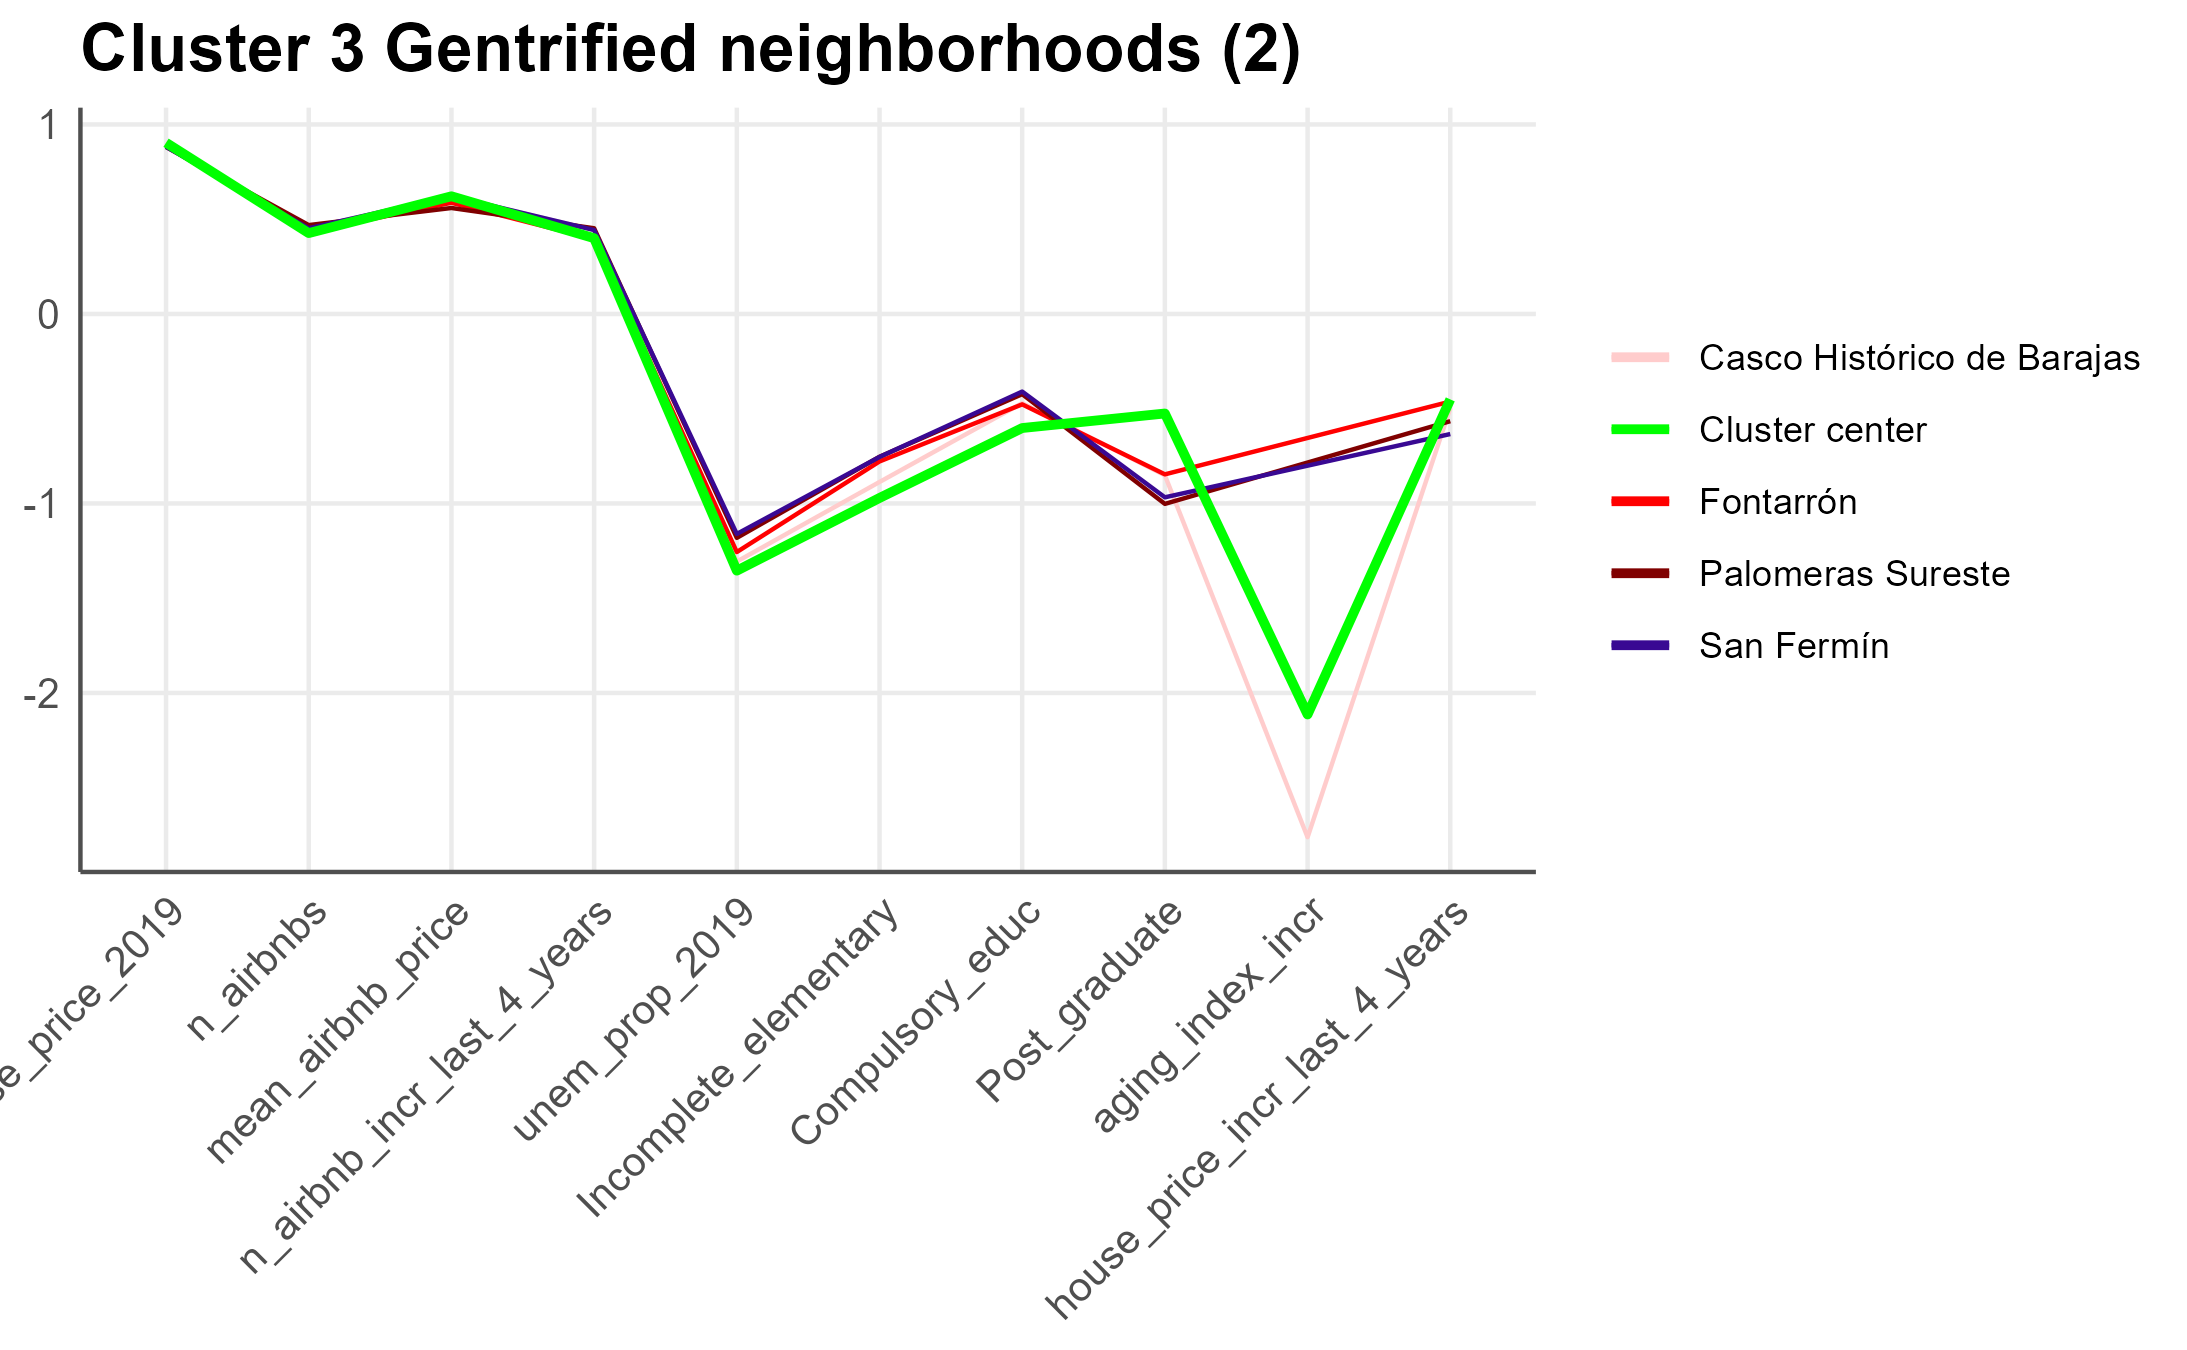 Cluster 3 Gentrified neighborhoods (2)
1
0
-1
-2
Casco Histórico de Barajas
Cluster center
Fontarrón
Palomeras Sureste
San Fermín
se_price_2019
n_airbnbs
mean_airbnb_price
n_airbnb_incr_last_4_years
unem_prop_2019
Incomplete_elementary
Compulsory_educ
Post_graduate
aging_index_incr
house_price_incr_last_4_years